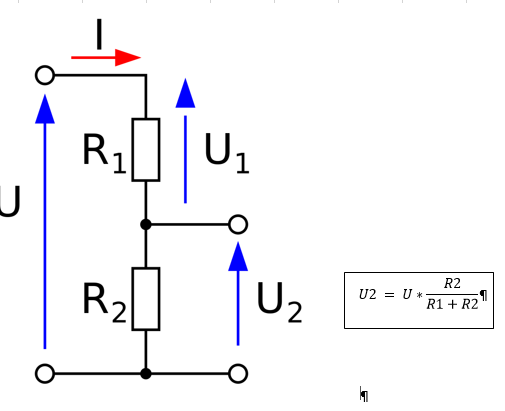 I
R1
U1
U
R2
U2
U2 = U * R2 / (R1 + R2)¶
¶